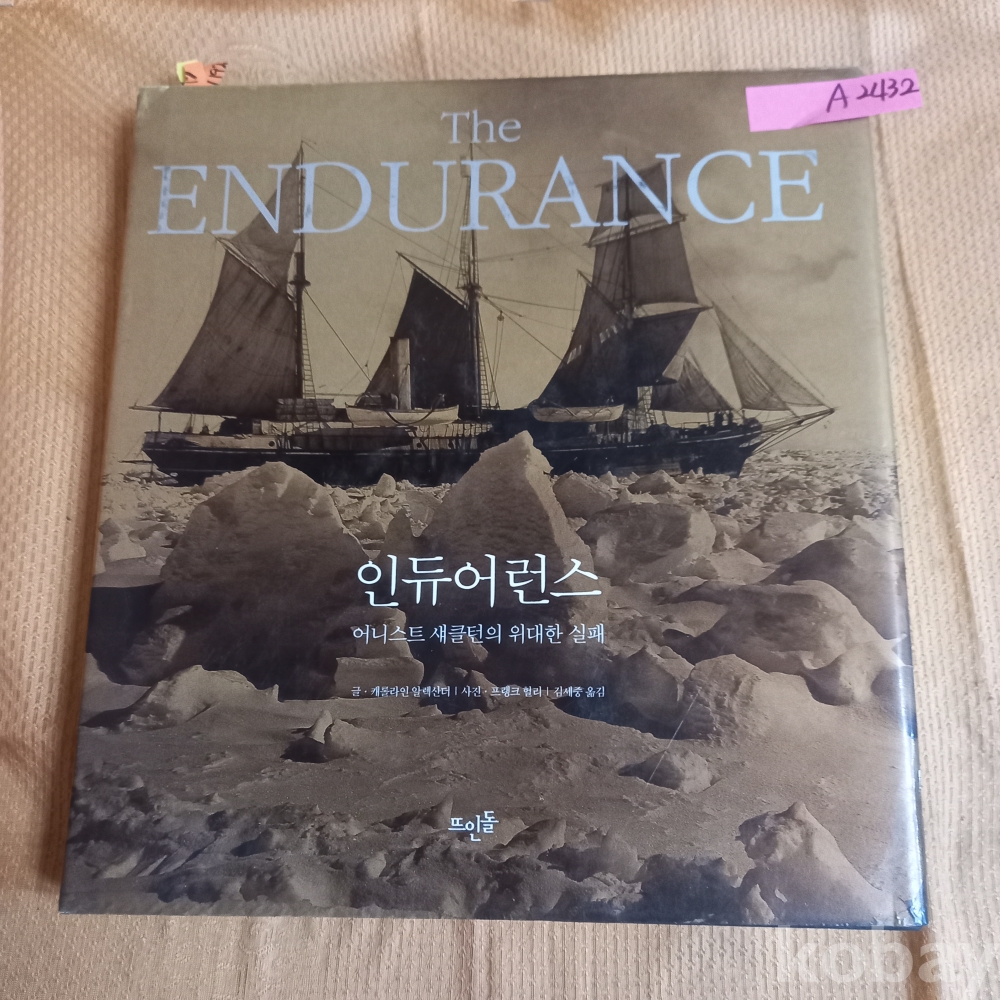 A 2432
The
ENDURANCE
인듀어런스
어니스트 섀클턴의 위대한 실패
글 · 캐롤라인 알렉산더 | 사진 · 프랭크 헐리 | 김세중 옮김
뜨인돌
kobay